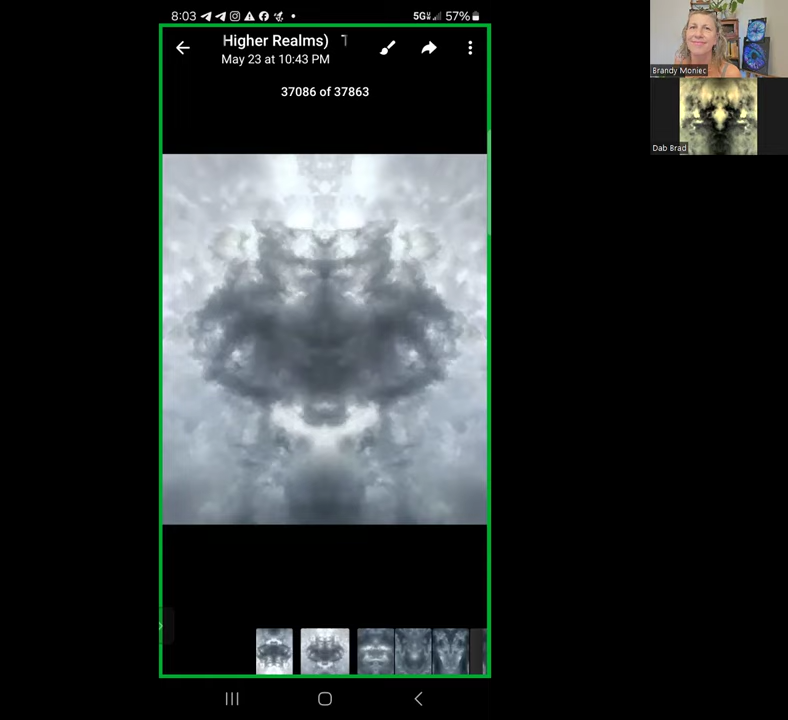 8:03
5G 57%
Higher Realms)
May 23 at 10:43 PM
37086 of 37863
Brandy Moniec
Dab Brad